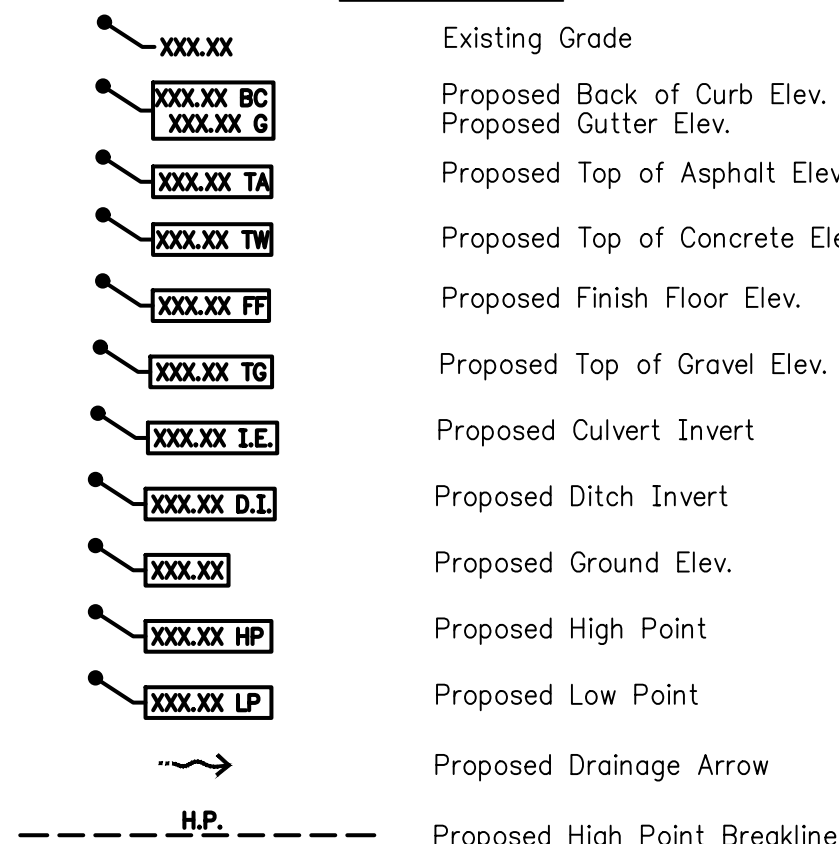 XXX.XX Existing Grade
XXX.XX BC Proposed Back of Curb Elev.
XXX.XX G Proposed Gutter Elev.
XXX.XX TA Proposed Top of Asphalt Elev
XXX.XX TW Proposed Top of Concrete Ele
XXX.XX FF Proposed Finish Floor Elev.
XXX.XX TG Proposed Top of Gravel Elev.
XXX.XX I.E. Proposed Culvert Invert
XXX.XX D.I. Proposed Ditch Invert
XXX.XX Proposed Ground Elev.
XXX.XX HP Proposed High Point
XXX.XX LP Proposed Low Point
Proposed Drainage Arrow
H.P.
Proposed High Point Breakline